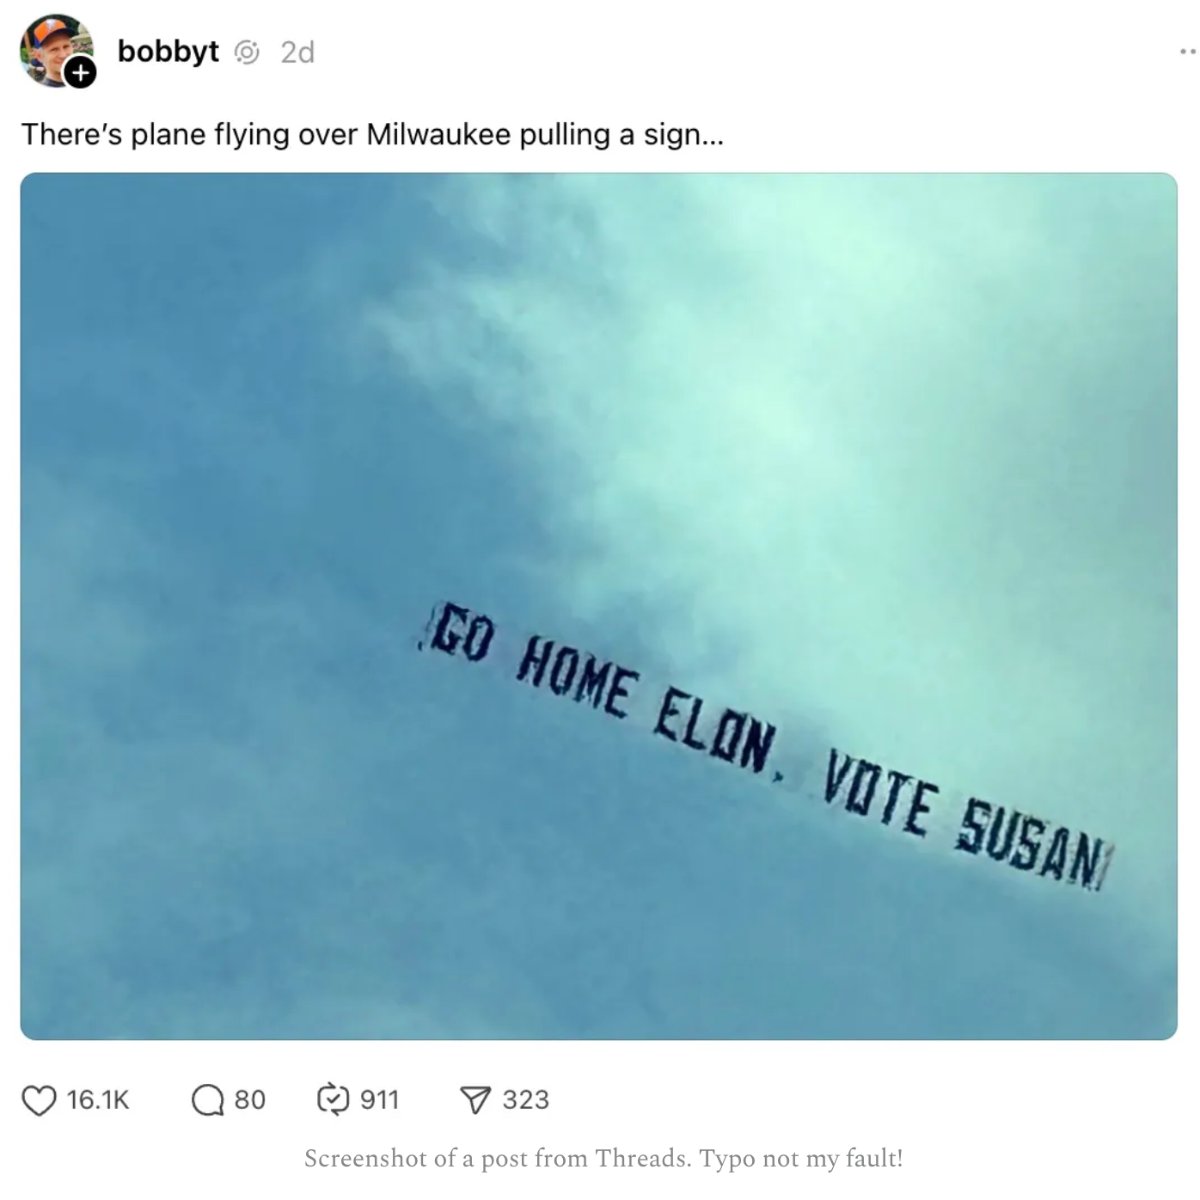 bobbyt 2d
There's plane flying over Milwaukee pulling a sign...
GO HOME ELON, VOTE SUSAN
16.1K 80 911 323
Screenshot of a post from Threads. Typo not my fault!